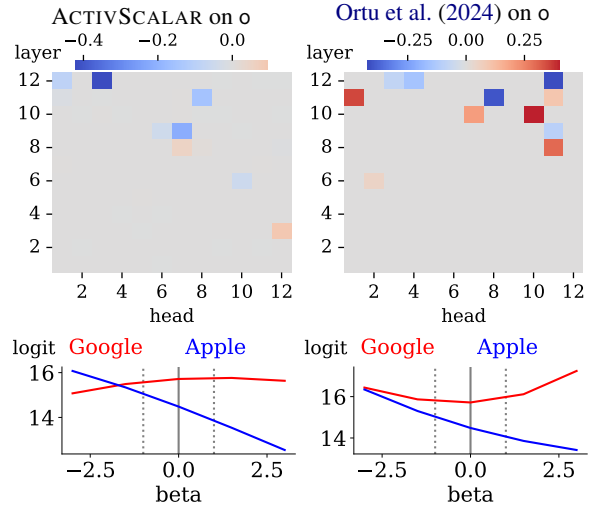 ACTIVSCALAR on o
Ortu et al. (2024) on o
layer −0.4 −0.2 0.0
layer −0.25 0.00 0.25
12
10
8
6
4
2
2 4 6 8 10 12
head
12
10
8
6
4
2
2 4 6 8 10 12
head
logit Google Apple
16
14
−2.5 0.0 2.5
beta
logit Google Apple
16
14
−2.5 0.0 2.5
beta